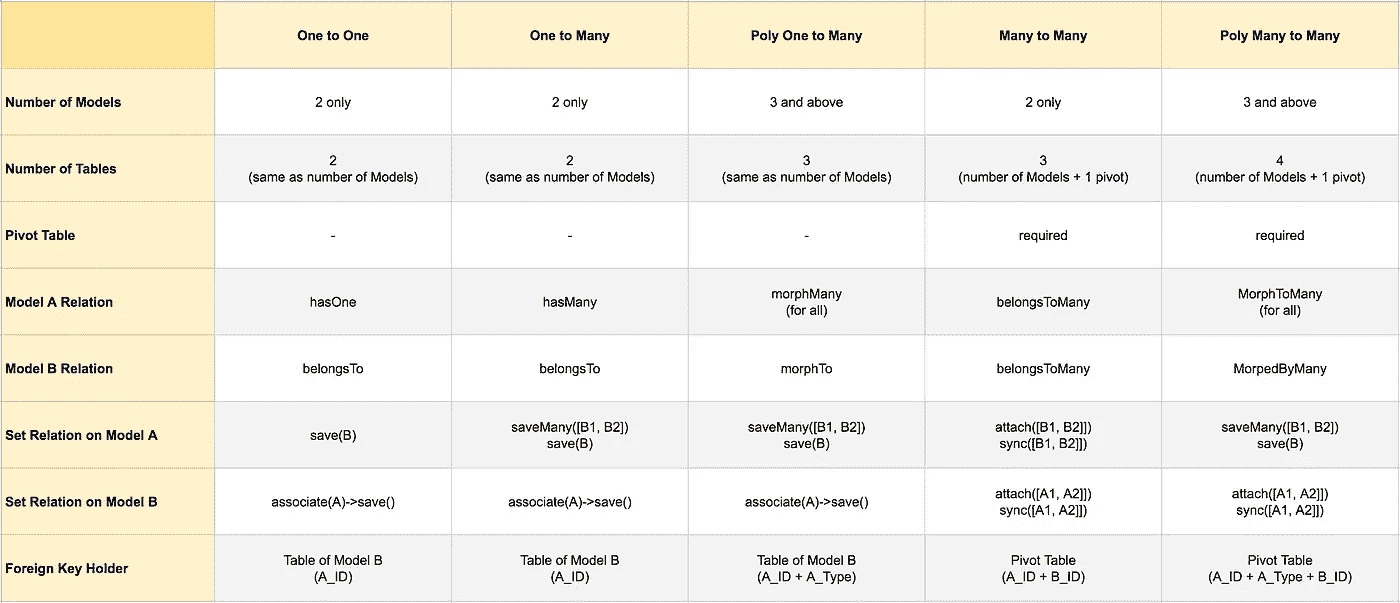 One to One
One to Many
Poly One to Many
Many to Many
Poly Many to Many
Number of Models
2 only
2 only
3 and above
2 only
3 and above
Number of Tables
2
(same as number of Models)
2
(same as number of Models)
3
(same as number of Models)
3
(number of Models + 1 pivot)
4
(number of Models + 1 pivot)
Pivot Table
-
-
-
required
required
Model A Relation
hasOne
hasMany
morphMany
(for all)
belongsToMany
MorphToMany
(for all)
Model B Relation
belongsTo
belongsTo
morphTo
belongsToMany
MorpedByMany
Set Relation on Model A
save(B)
saveMany([B1, B2])
save(B)
saveMany([B1, B2])
save(B)
attach([B1, B2]])
sync([B1, B2]])
saveMany([B1, B2])
save(B)
Set Relation on Model B
associate(A)->save()
associate(A)->save()
associate(A)->save()
attach([A1, A2]])
sync([A1, A2]])
attach([A1, A2]])
sync([A1, A2]])
Foreign Key Holder
Table of Model B
(A_ID)
Table of Model B
(A_ID)
Table of Model B
(A_ID + A_Type)
Pivot Table
(A_ID + B_ID)
Pivot Table
(A_ID + A_Type + B_ID)